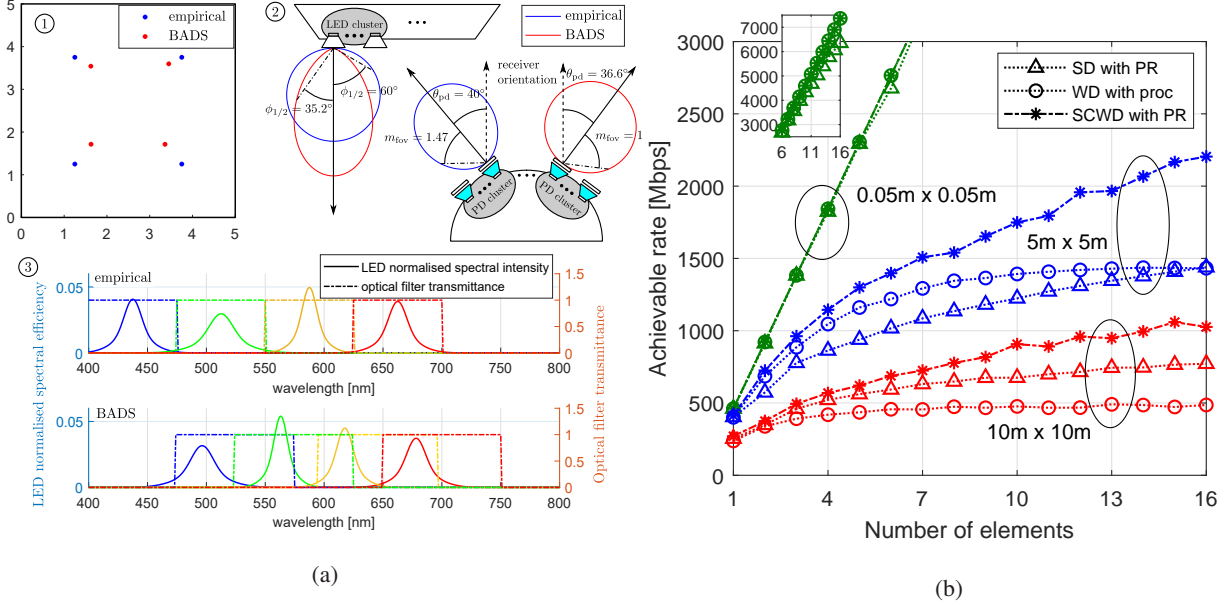 5
4
3
2
1
0
0 1 2 3 4 5
1
empirical
BADS
2
LED cluster
empirical
BADS
receiver
orientation
θpd = 36.6°
θpd = 40°
ϕ1/2 = 60°
ϕ1/2 = 35.2°
mfov = 1.47
mfov = 1
PD cluster
PD cluster
3
empirical
LED normalised spectral intensity
optical filter transmittance
0.05
0
1.5
1
0.5
0
400 450 500 550 600 650 700 750 800
wavelength [nm]
BADS
0.05
0
1.5
1
0.5
0
400 450 500 550 600 650 700 750 800
wavelength [nm]
LED normalised spectral efficiency
Optical filter transmittance
(a)
3000
2500
2000
1500
1000
500
0
Achievable rate [Mbps]
7000
6000
5000
4000
3000
6 11 16
SD with PR
WD with proc
SCWD with PR
0.05m x 0.05m
5m x 5m
10m x 10m
1 4 7 10 13 16
Number of elements
(b)